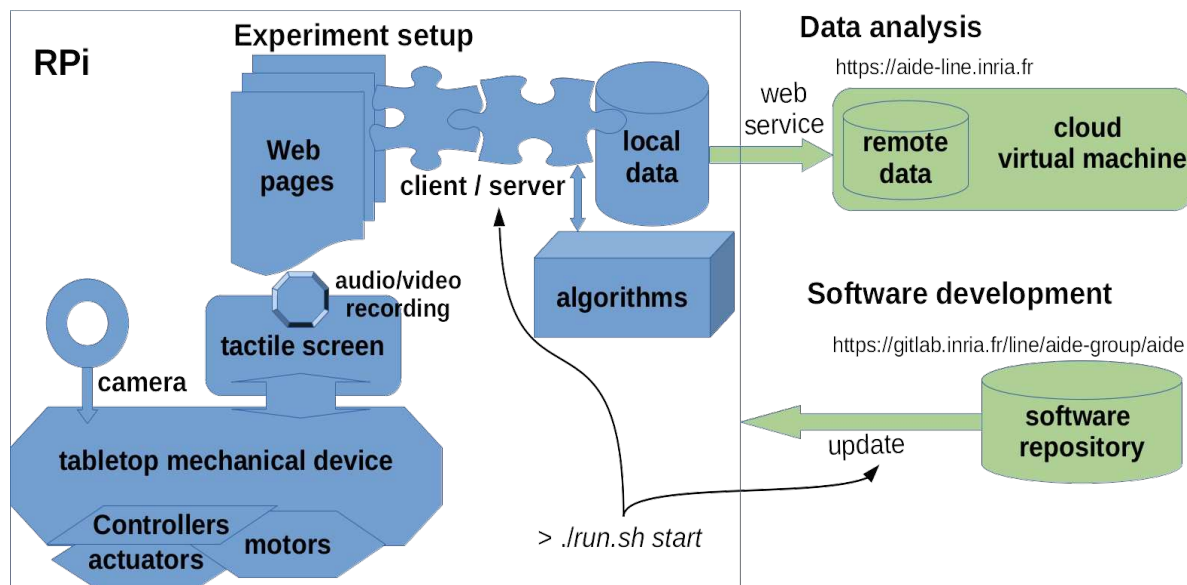 RPi
Experiment setup
Web
pages
client / server
local
data
algorithms
audio/video
recording
tactile screen
camera
tabletop mechanical device
Controllers
actuators
motors
> ./run.sh start
Data analysis
https://aide-line.inria.fr
web
service
remote
data
cloud
virtual machine
Software development
https://gitlab.inria.fr/line/aide-group/aide
software
repository
update